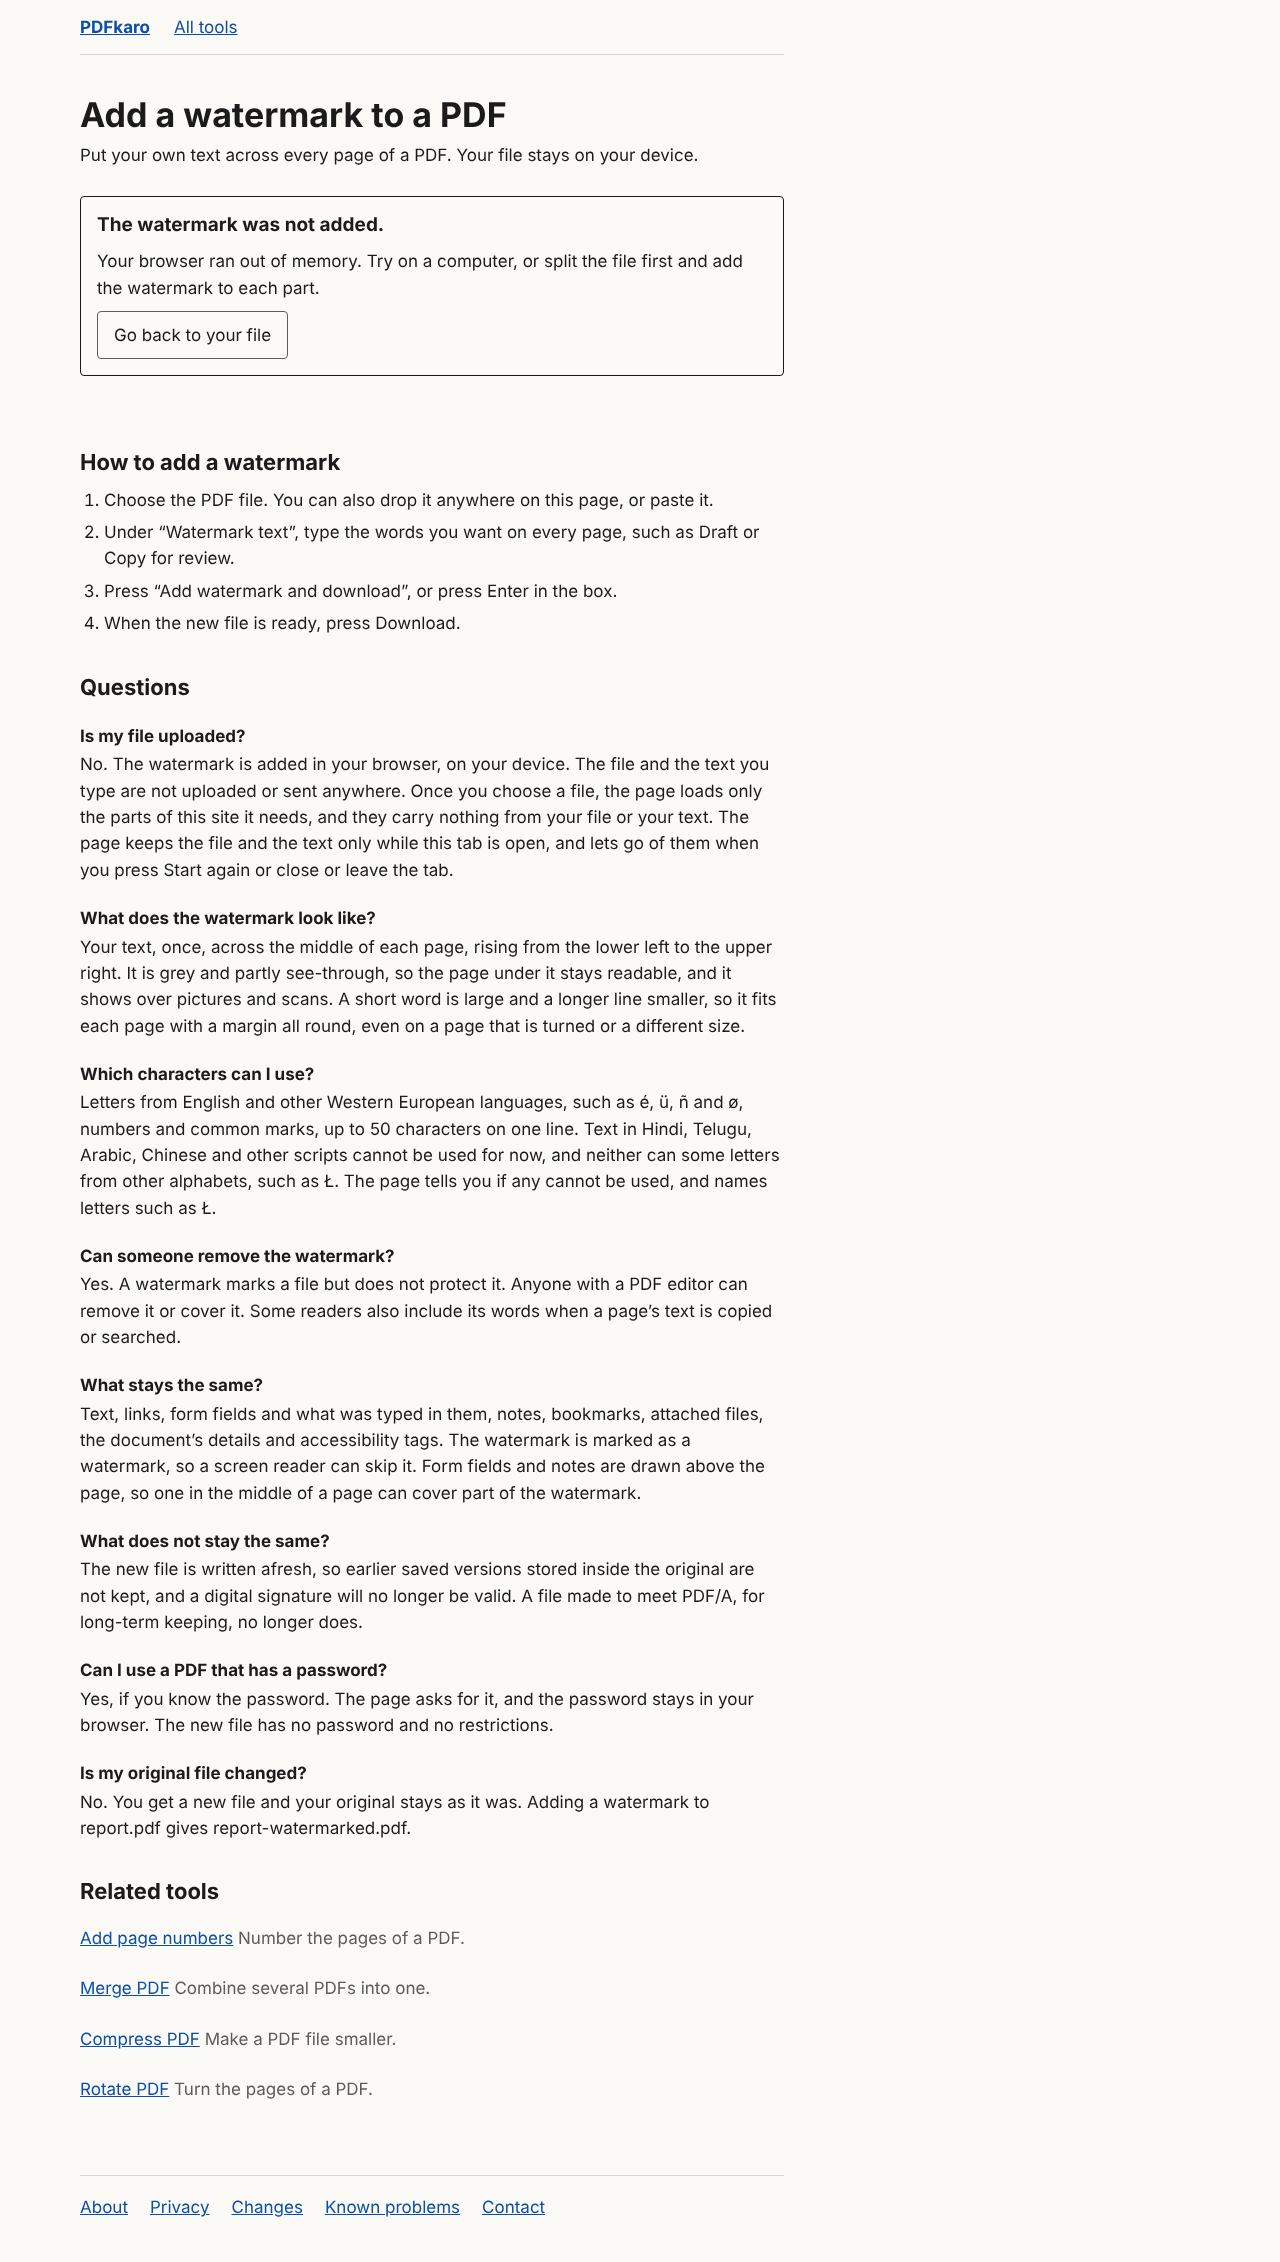 PDFkaro All tools
Add a watermark to a PDF
Put your own text across every page of a PDF. Your file stays on your device.
The watermark was not added.
Your browser ran out of memory. Try on a computer, or split the file first and add
the watermark to each part.
Go back to your file
How to add a watermark
1. Choose the PDF file. You can also drop it anywhere on this page, or paste it.
2. Under “Watermark text”, type the words you want on every page, such as Draft or
Copy for review.
3. Press “Add watermark and download”, or press Enter in the box.
4. When the new file is ready, press Download.
Questions
Is my file uploaded?
No. The watermark is added in your browser, on your device. The file and the text you
type are not uploaded or sent anywhere. Once you choose a file, the page loads only
the parts of this site it needs, and they carry nothing from your file or your text. The
page keeps the file and the text only while this tab is open, and lets go of them when
you press Start again or close or leave the tab.
What does the watermark look like?
Your text, once, across the middle of each page, rising from the lower left to the upper
right. It is grey and partly see-through, so the page under it stays readable, and it
shows over pictures and scans. A short word is large and a longer line smaller, so it fits
each page with a margin all round, even on a page that is turned or a different size.
Which characters can I use?
Letters from English and other Western European languages, such as é, ü, ñ and ø,
numbers and common marks, up to 50 characters on one line. Text in Hindi, Telugu,
Arabic, Chinese and other scripts cannot be used for now, and neither can some letters
from other alphabets, such as Ł. The page tells you if any cannot be used, and names
letters such as Ł.
Can someone remove the watermark?
Yes. A watermark marks a file but does not protect it. Anyone with a PDF editor can
remove it or cover it. Some readers also include its words when a page’s text is copied
or searched.
What stays the same?
Text, links, form fields and what was typed in them, notes, bookmarks, attached files,
the document’s details and accessibility tags. The watermark is marked as a
watermark, so a screen reader can skip it. Form fields and notes are drawn above the
page, so one in the middle of a page can cover part of the watermark.
What does not stay the same?
The new file is written afresh, so earlier saved versions stored inside the original are
not kept, and a digital signature will no longer be valid. A file made to meet PDF/A, for
long-term keeping, no longer does.
Can I use a PDF that has a password?
Yes, if you know the password. The page asks for it, and the password stays in your
browser. The new file has no password and no restrictions.
Is my original file changed?
No. You get a new file and your original stays as it was. Adding a watermark to
report.pdf gives report-watermarked.pdf.
Related tools
Add page numbers Number the pages of a PDF.
Merge PDF Combine several PDFs into one.
Compress PDF Make a PDF file smaller.
Rotate PDF Turn the pages of a PDF.
About Privacy Changes Known problems Contact